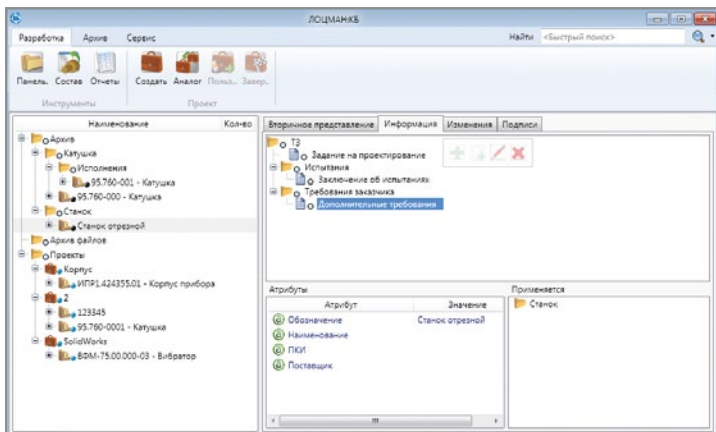 ЛОЦМАН:КБ
Разработка Архив Сервис
Найти <Быстрый поиск>
Панель. Состав Отчеты Создать Аналог Польз.. Завер..
Инструменты Проект
Наименование Кол-во
Архив
Катушка
Исполнения
95.760-001 - Катушка
95.760-000 - Катушка
Станок
Станок отрезной
Архив файлов
Проекты
Корпус
ИПР1.424355.01 - Корпус прибора
2
123345
95.760-0001 - Катушка
SolidWorks
ВФМ-75.00.000-03 - Вибратор
Вторичное представление Информация Изменения Подписи
ТЗ
Задание на проектирование
Испытания
Заключение об испытаниях
Требования заказчика
Дополнительные требования
Атрибуты
Атрибут Значение
Обозначение Станок отрезной
Наименование
ПКИ
Поставщик
Применяется
Станок